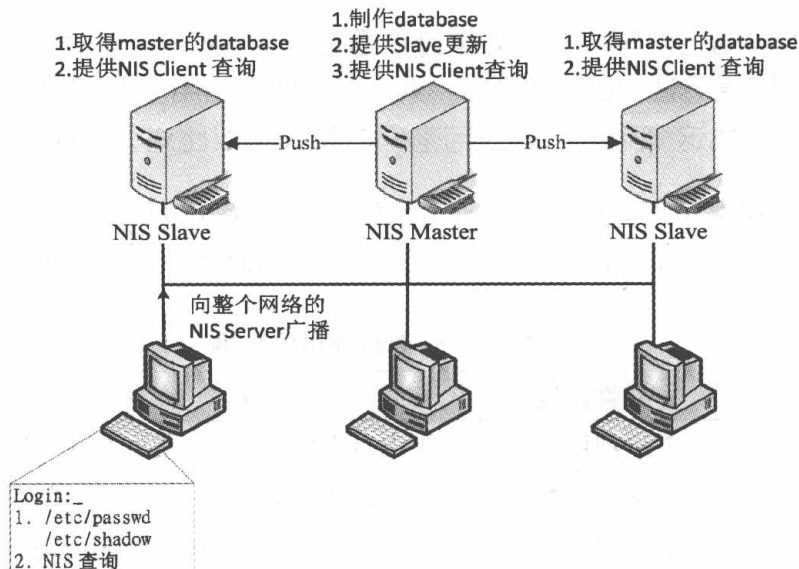 1.取得master的database
2.提供NIS Client 查询
1.制作database
2.提供Slave更新
3.提供NIS Client查询
1.取得master的database
2.提供NIS Client 查询
Push
Push
NIS Slave
NIS Master
NIS Slave
向整个网络的
NIS Server广播
Login:_
1. /etc/passwd
/etc/shadow
2. NIS 查询